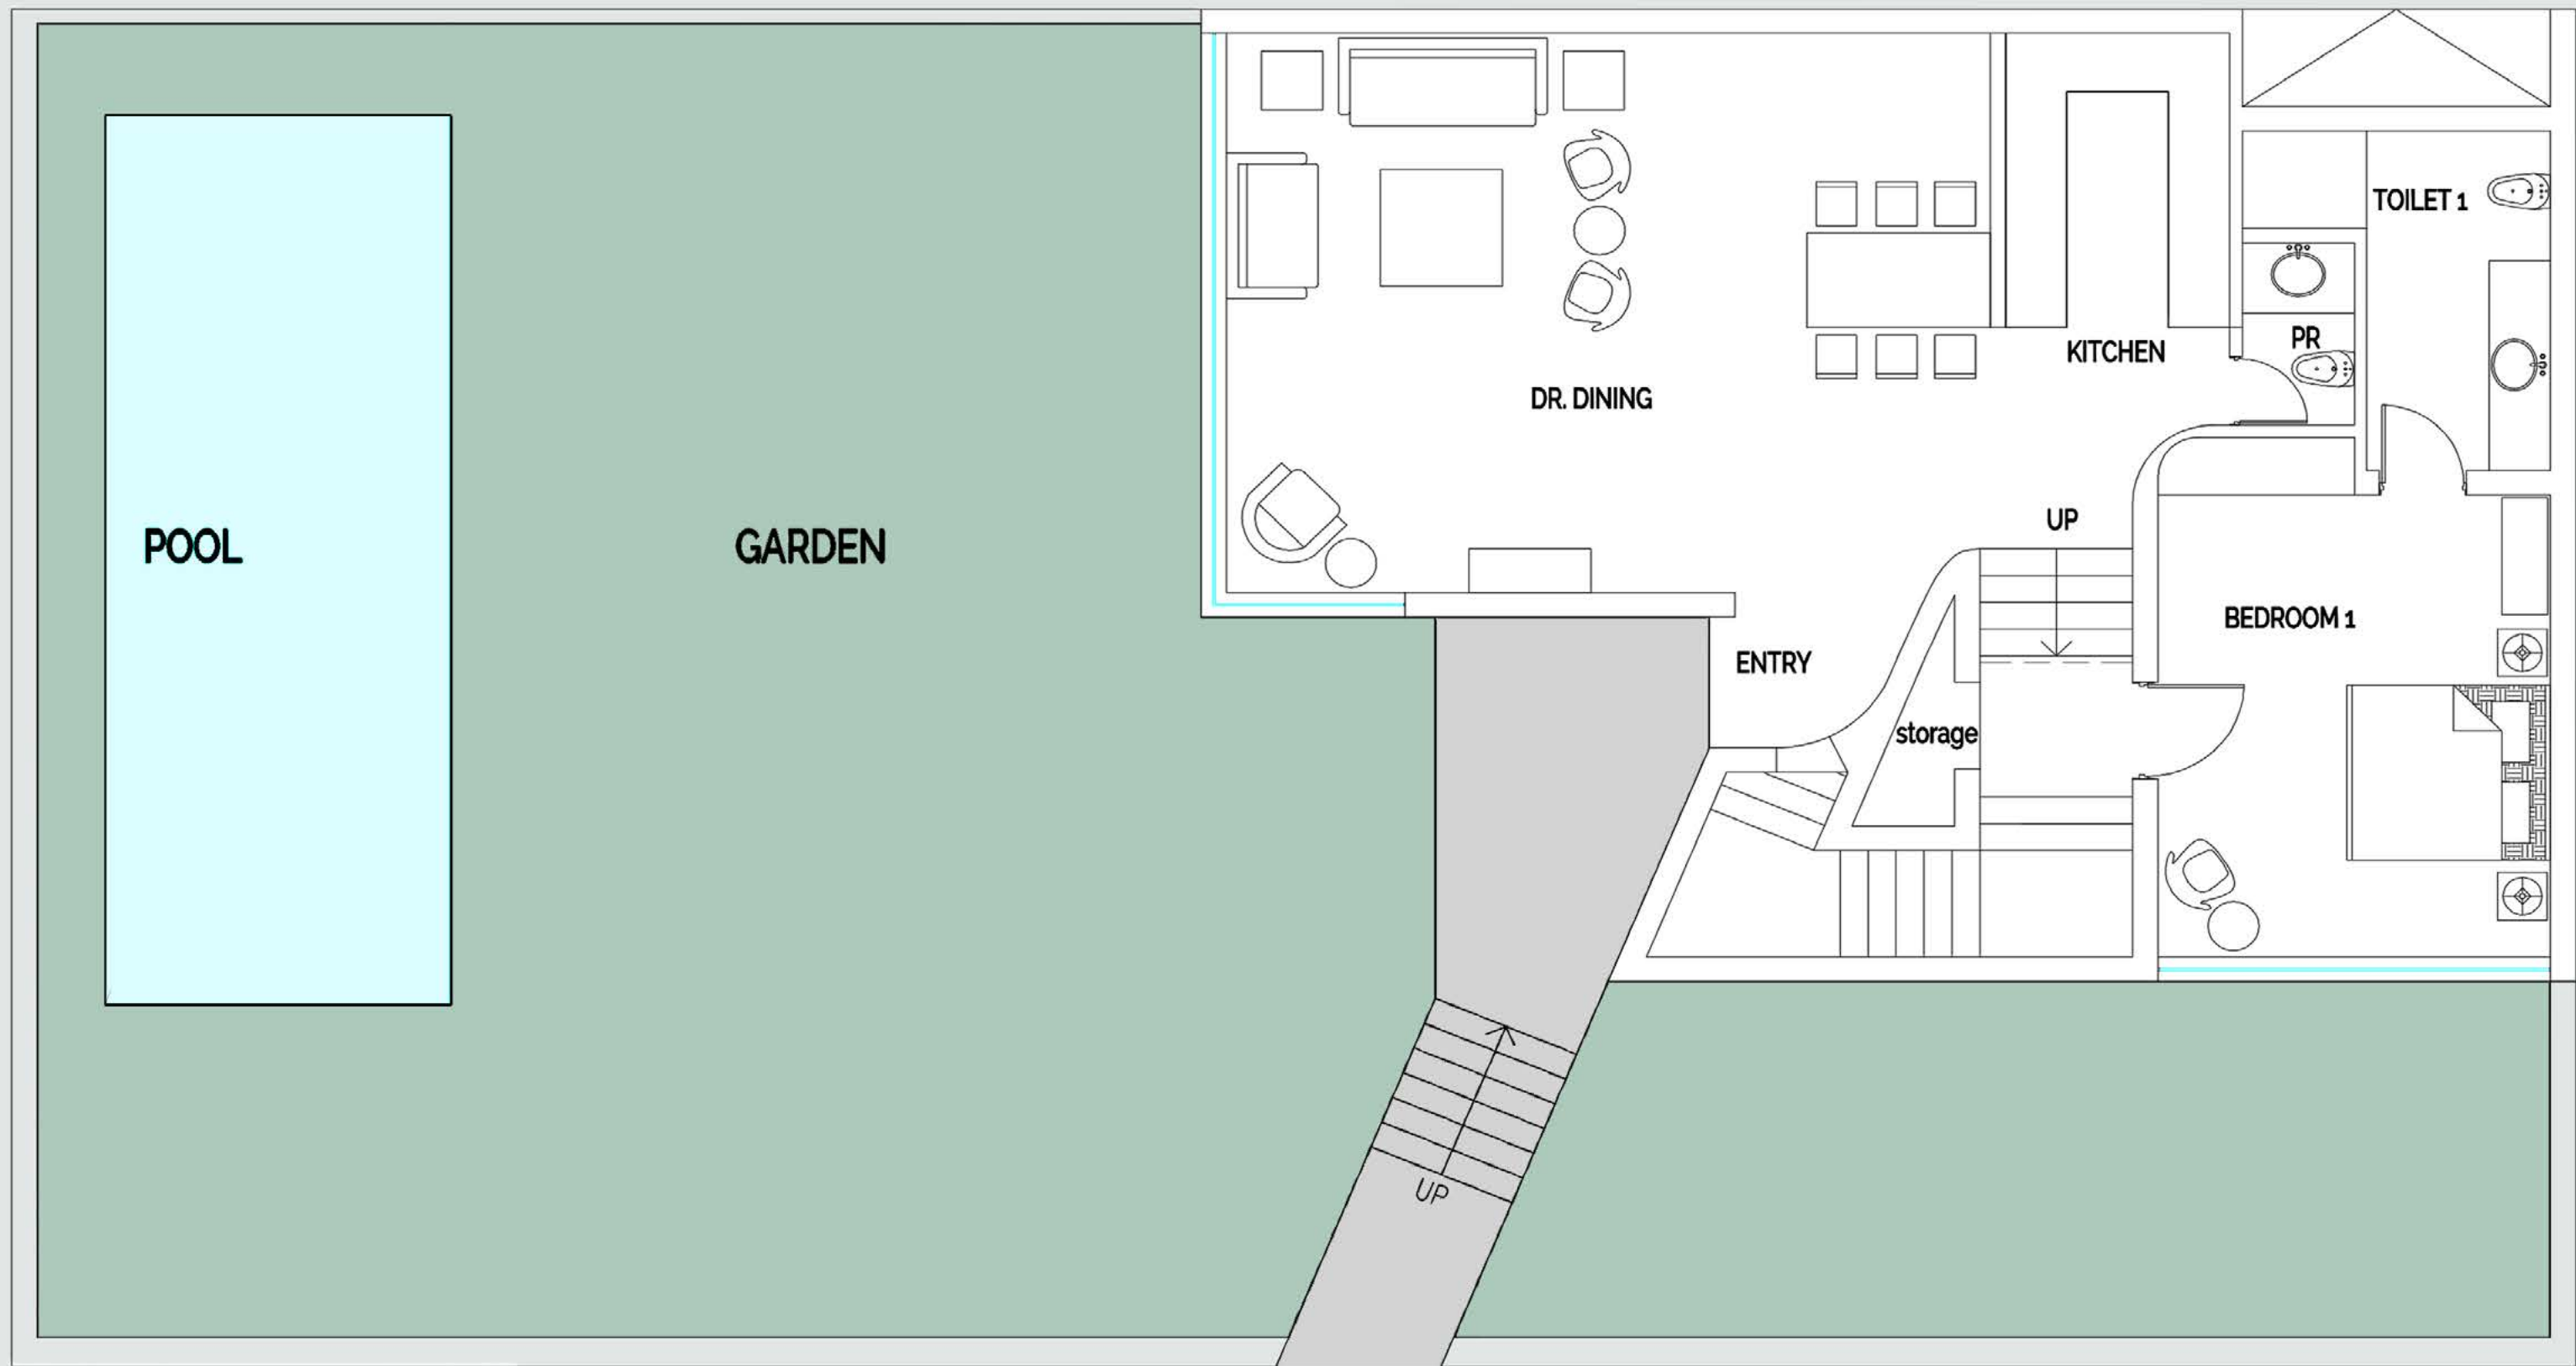 TOILET 1
PR
KITCHEN
DR. DINING
UP
POOL
GARDEN
BEDROOM 1
ENTRY
storage
UP